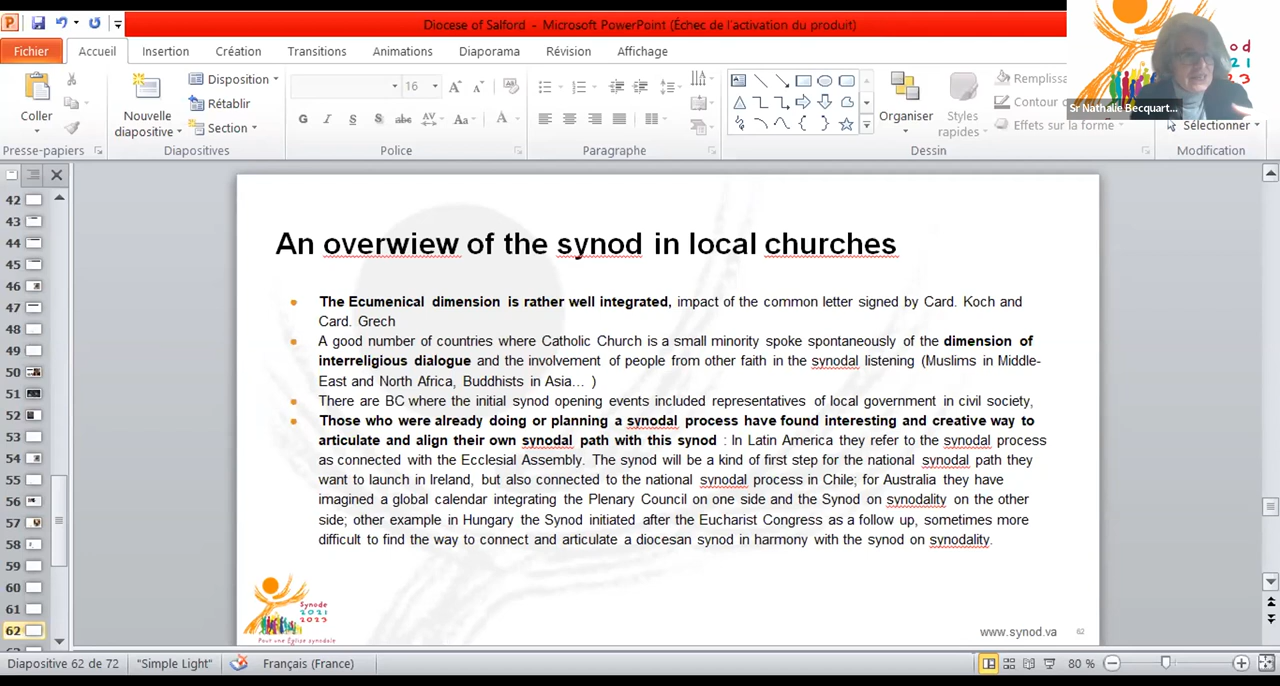 Diocese of Salford - Microsoft PowerPoint (Échec de l'activation du produit)
Fichier Accueil Insertion Création Transitions Animations Diaporama Révision Affichage
Coller
Nouvelle diapositive
Disposition
Rétablir
Section
16
G I S S abc AV Aa A
Organiser
Styles rapides
Remplissa
Contour
Effets sur la forme
Sélectionner
Presse-papiers Diapositives Police Paragraphe Dessin Modification
Sr Nathalie Becquart...
42
43
44
45
46
47
48
49
50
51
52
53
54
55
56
57
58
59
60
61
62
An overwiew of the synod in local churches
The Ecumenical dimension is rather well integrated, impact of the common letter signed by Card. Koch and
Card. Grech
A good number of countries where Catholic Church is a small minority spoke spontaneously of the dimension of
interreligious dialogue and the involvement of people from other faith in the synodal listening (Muslims in Middle-
East and North Africa, Buddhists in Asia... )
There are BC where the initial synod opening events included representatives of local government in civil society,
Those who were already doing or planning a synodal process have found interesting and creative way to
articulate and align their own synodal path with this synod : In Latin America they refer to the synodal process
as connected with the Ecclesial Assembly. The synod will be a kind of first step for the national synodal path they
want to launch in Ireland, but also connected to the national synodal process in Chile; for Australia they have
imagined a global calendar integrating the Plenary Council on one side and the Synod on synodality on the other
side; other example in Hungary the Synod initiated after the Eucharist Congress as a follow up, sometimes more
difficult to find the way to connect and articulate a diocesan synod in harmony with the synod on synodality.
Synode
2021
2023
Pour une Église synodale
www.synod.va 62
Diapositive 62 de 72 "Simple Light" Français (France) 80 %